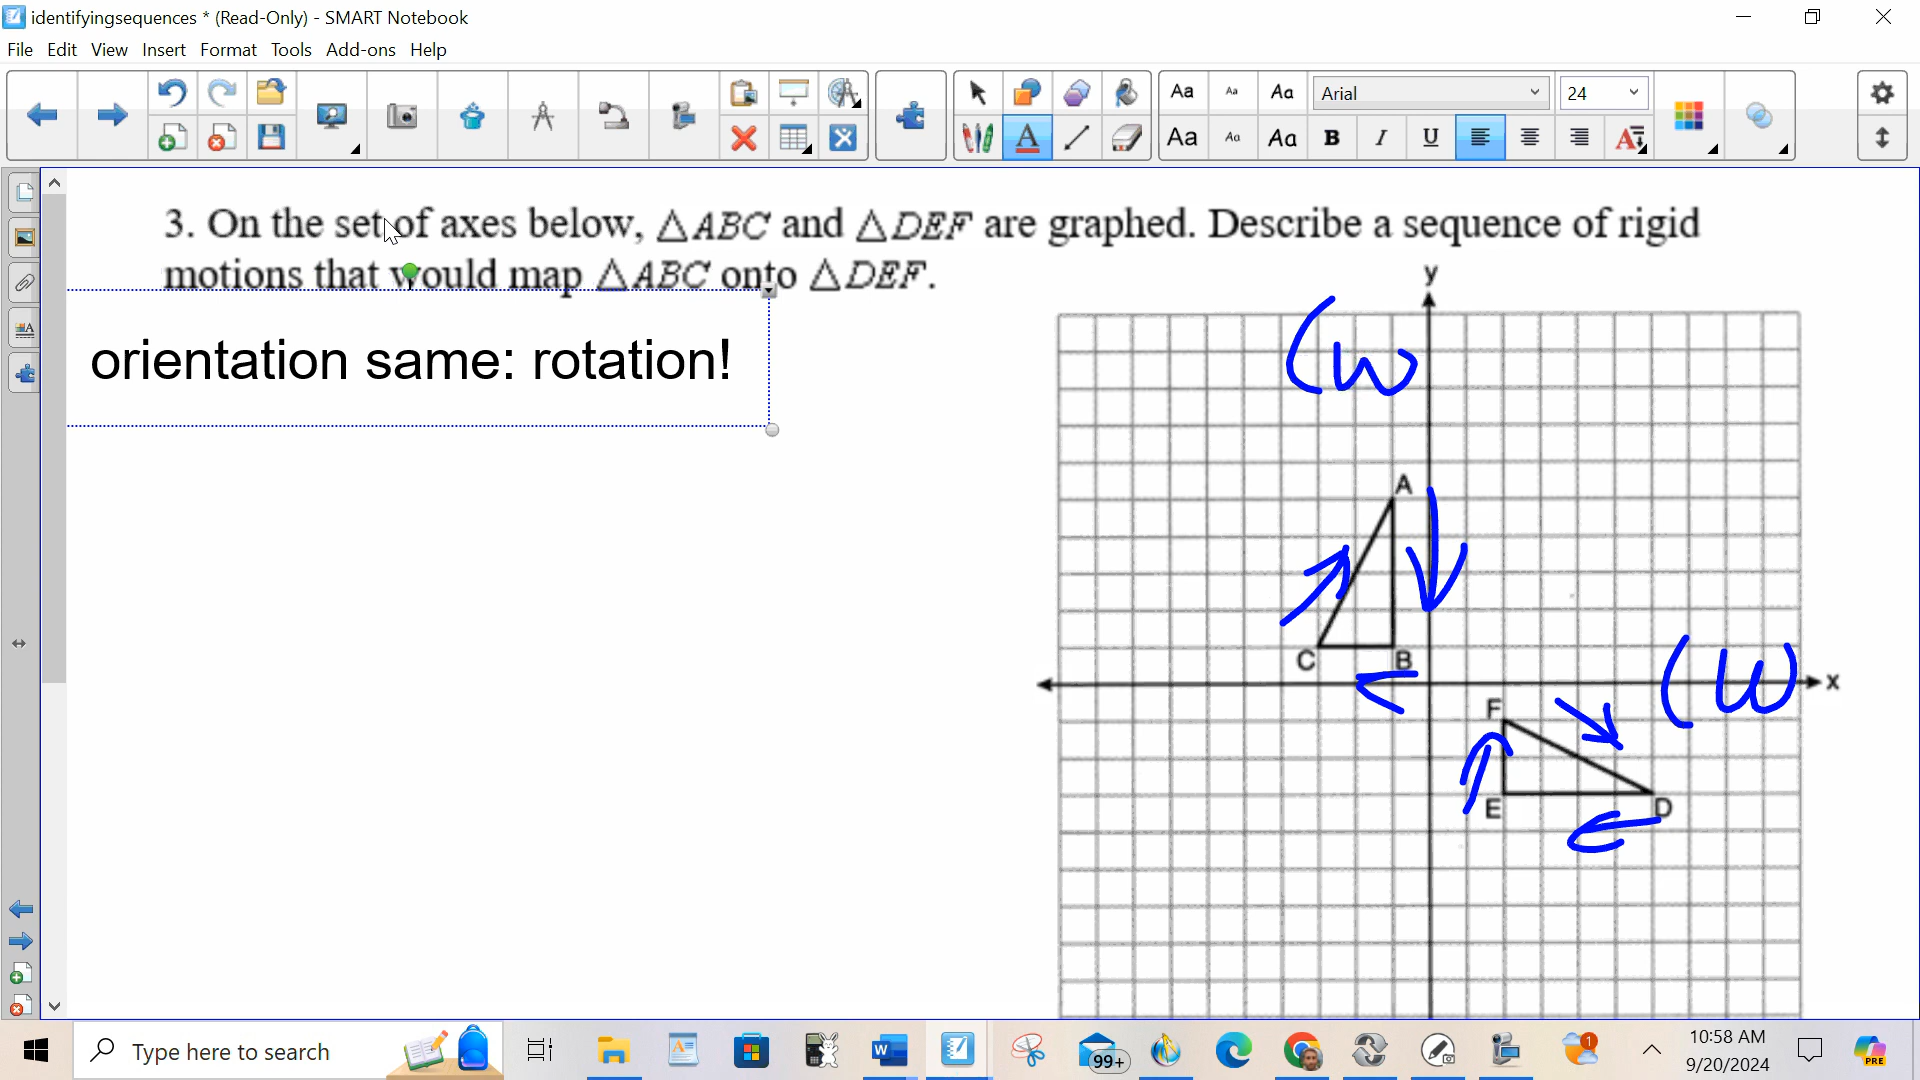 identifyingsequences * (Read-Only) - SMART Notebook
File Edit View Insert Format Tools Add-ons Help
Aa Aa Aa Arial 24
Aa Aa Aa B I U A
3. On the set of axes below, △ABC and △DEF are graphed. Describe a sequence of rigid
motions that would map △ABC onto △DEF.
y
orientation same: rotation!
CW
A
C B
CW
x
F
E D
Type here to search
99+
1
10:58 AM
9/20/2024
PRE